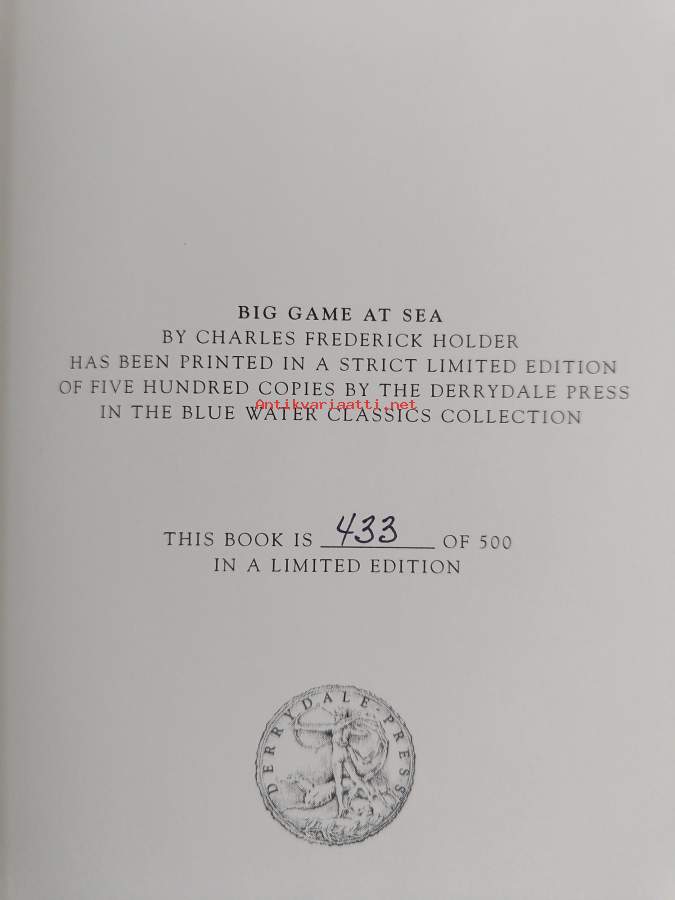 BIG GAME AT SEA
BY CHARLES FREDERICK HOLDER
HAS BEEN PRINTED IN A STRICT LIMITED EDITION
OF FIVE HUNDRED COPIES BY THE DERRYDALE PRESS
Antikvariaatti.net
IN THE BLUE WATER CLASSICS COLLECTION
THIS BOOK IS 433 OF 500
IN A LIMITED EDITION
DERRYDALE·PRESS